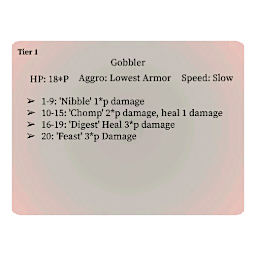 Tier 1
Gobbler
HP: 18*P Aggro: Lowest Armor Speed: Slow
➢ 1-9: 'Nibble' 1*p damage
➢ 10-15: 'Chomp' 2*p damage, heal 1 damage
➢ 16-19: 'Digest' Heal 3*p damage
➢ 20: 'Feast' 3*P Damage